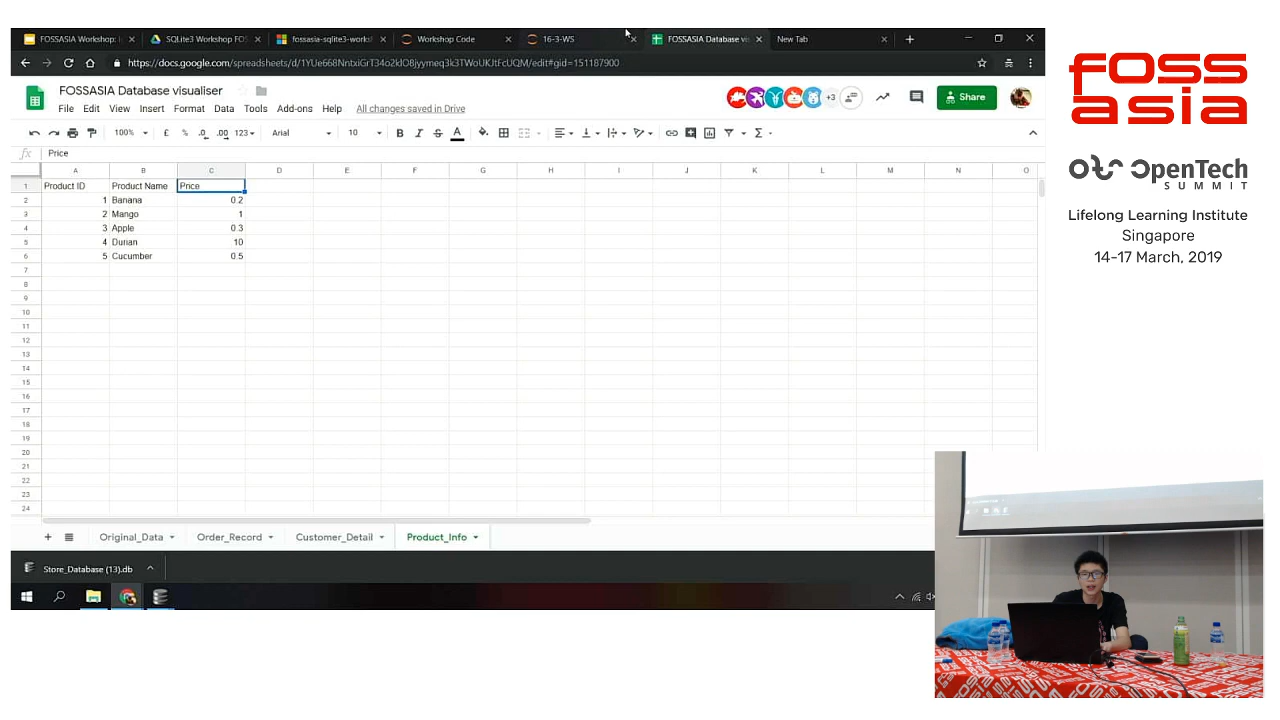 FOSSASIA Workshop: I
SQLite3 Workshop FOS
fossasia-sqlite3-works
Workshop Code
16-3-WS
FOSSASIA Database vi
New Tab
https://docs.google.com/spreadsheets/d/1YUe668NntxiGrT34o2klO8jyymeq3k3TWoUKJtFcUQM/edit#gid=151187900
FOSSASIA Database visualiser
File Edit View Insert Format Data Tools Add-ons Help All changes saved in Drive
+3
Share
100% £ % .0 .00 123 Arial 10 B I S A
fx Price
A B C D E F G H I J K L M N O
1 Product ID Product Name Price
2 1 Banana 0.2
3 2 Mango 1
4 3 Apple 0.3
5 4 Durian 10
6 5 Cucumber 0.5
7
8
9
10
11
12
13
14
15
16
17
18
19
20
21
22
23
24
Original_Data Order_Record Customer_Detail Product_Info
Store_Database (13).db
FOSS
ASIA
OpenTech
SUMMIT
Lifelong Learning Institute
Singapore
14-17 March, 2019